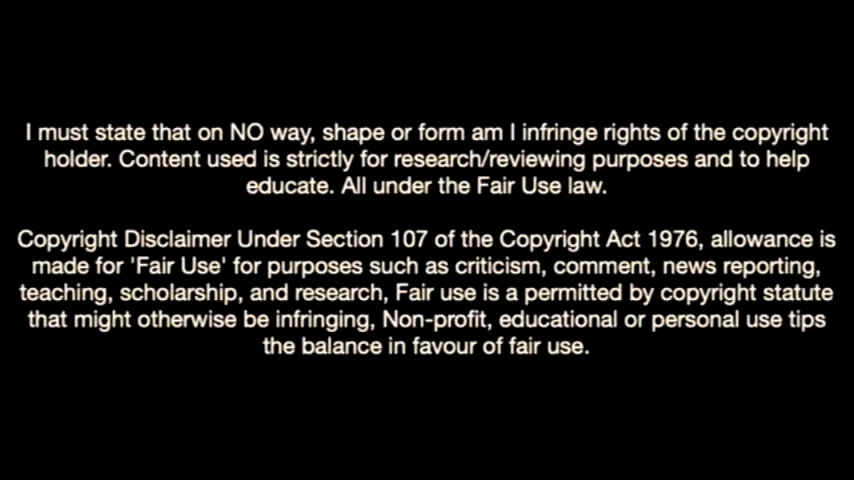 I must state that on NO way, shape or form am I infringe rights of the copyright
holder. Content used is strictly for research/reviewing purposes and to help
educate. All under the Fair Use law.
Copyright Disclaimer Under Section 107 of the Copyright Act 1976, allowance is
made for 'Fair Use' for purposes such as criticism, comment, news reporting,
teaching, scholarship, and research, Fair use is a permitted by copyright statute
that might otherwise be infringing, Non-profit, educational or personal use tips
the balance in favour of fair use.